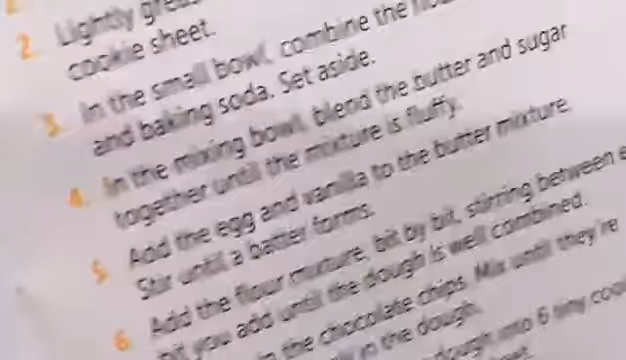 2. Lightly
cookie sheet.
3. In the small bowl, combine the
and baking soda. Set aside.
4. In the mixing bowl, blend the butter and sugar
together until the mixture is fluffy.
5. Add the egg and vanilla to the butter mixture.
Stir until a batter forms.
6. Add the flour mixture, bit by bit, stirring between
bit you add until the dough is well combined.
in the chocolate chips. Mix until they're
in the dough.
dough into 6 tiny